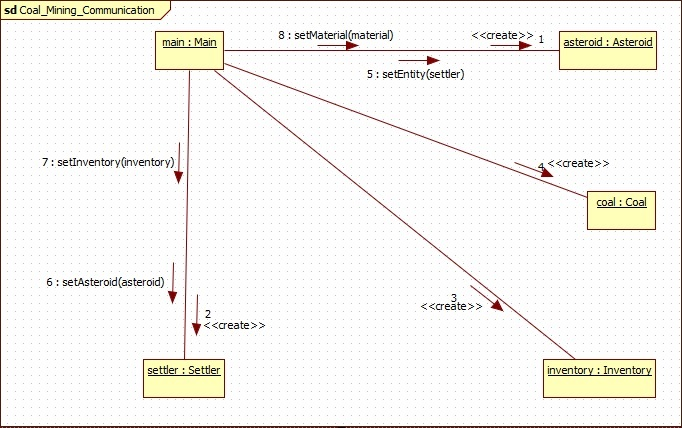 sd Coal_Mining_Communication
main : Main
8 : setMaterial(material)
<<create>>
1
asteroid : Asteroid
5 : setEntity(settler)
7 : setInventory(inventory)
4
<<create>>
coal : Coal
6 : setAsteroid(asteroid)
2
<<create>>
3
<<create>>
settler : Settler
inventory : Inventory